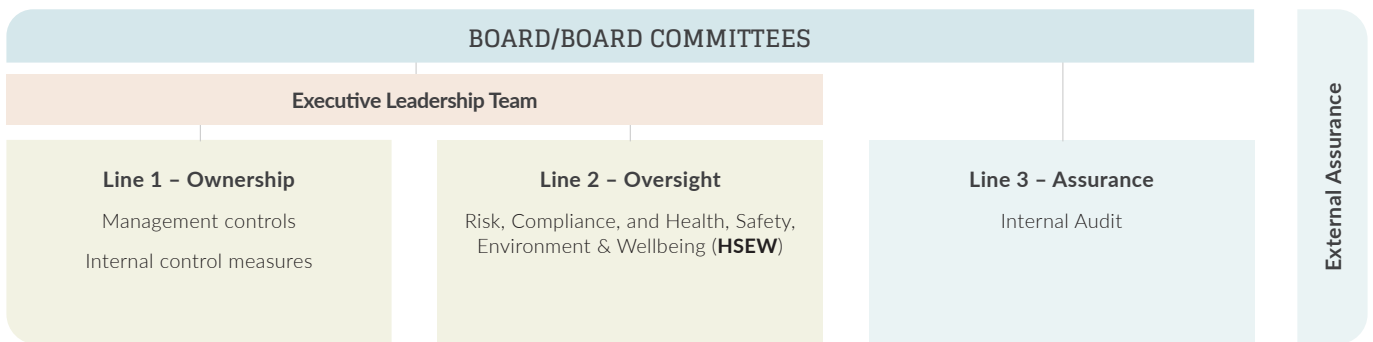 BOARD/BOARD COMMITTEES
Executive Leadership Team
Line 1 – Ownership
Management controls
Internal control measures
Line 2 – Oversight
Risk, Compliance, and Health, Safety,
Environment & Wellbeing (HSEW)
Line 3 – Assurance
Internal Audit
External Assurance